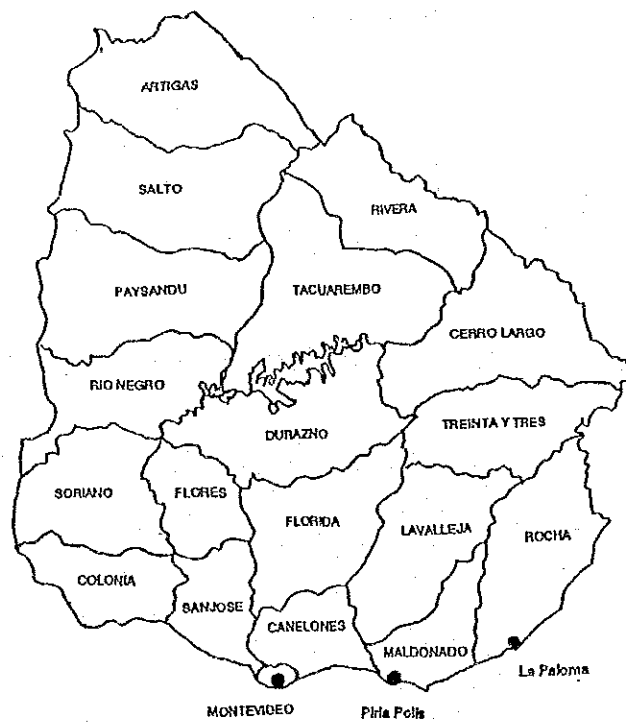 ARTIGAS
SALTO
RIVERA
PAYSANDU
TACUAREMBO
CERRO LARGO
RIO NEGRO
DURAZNO
TREINTA Y TRES
SORIANO
FLORES
FLORIDA
LAVALLEJA
ROCHA
COLONIA
SANJOSE
CANELONES
MALDONADO
La Paloma
MONTEVIDEO
Piria Polis